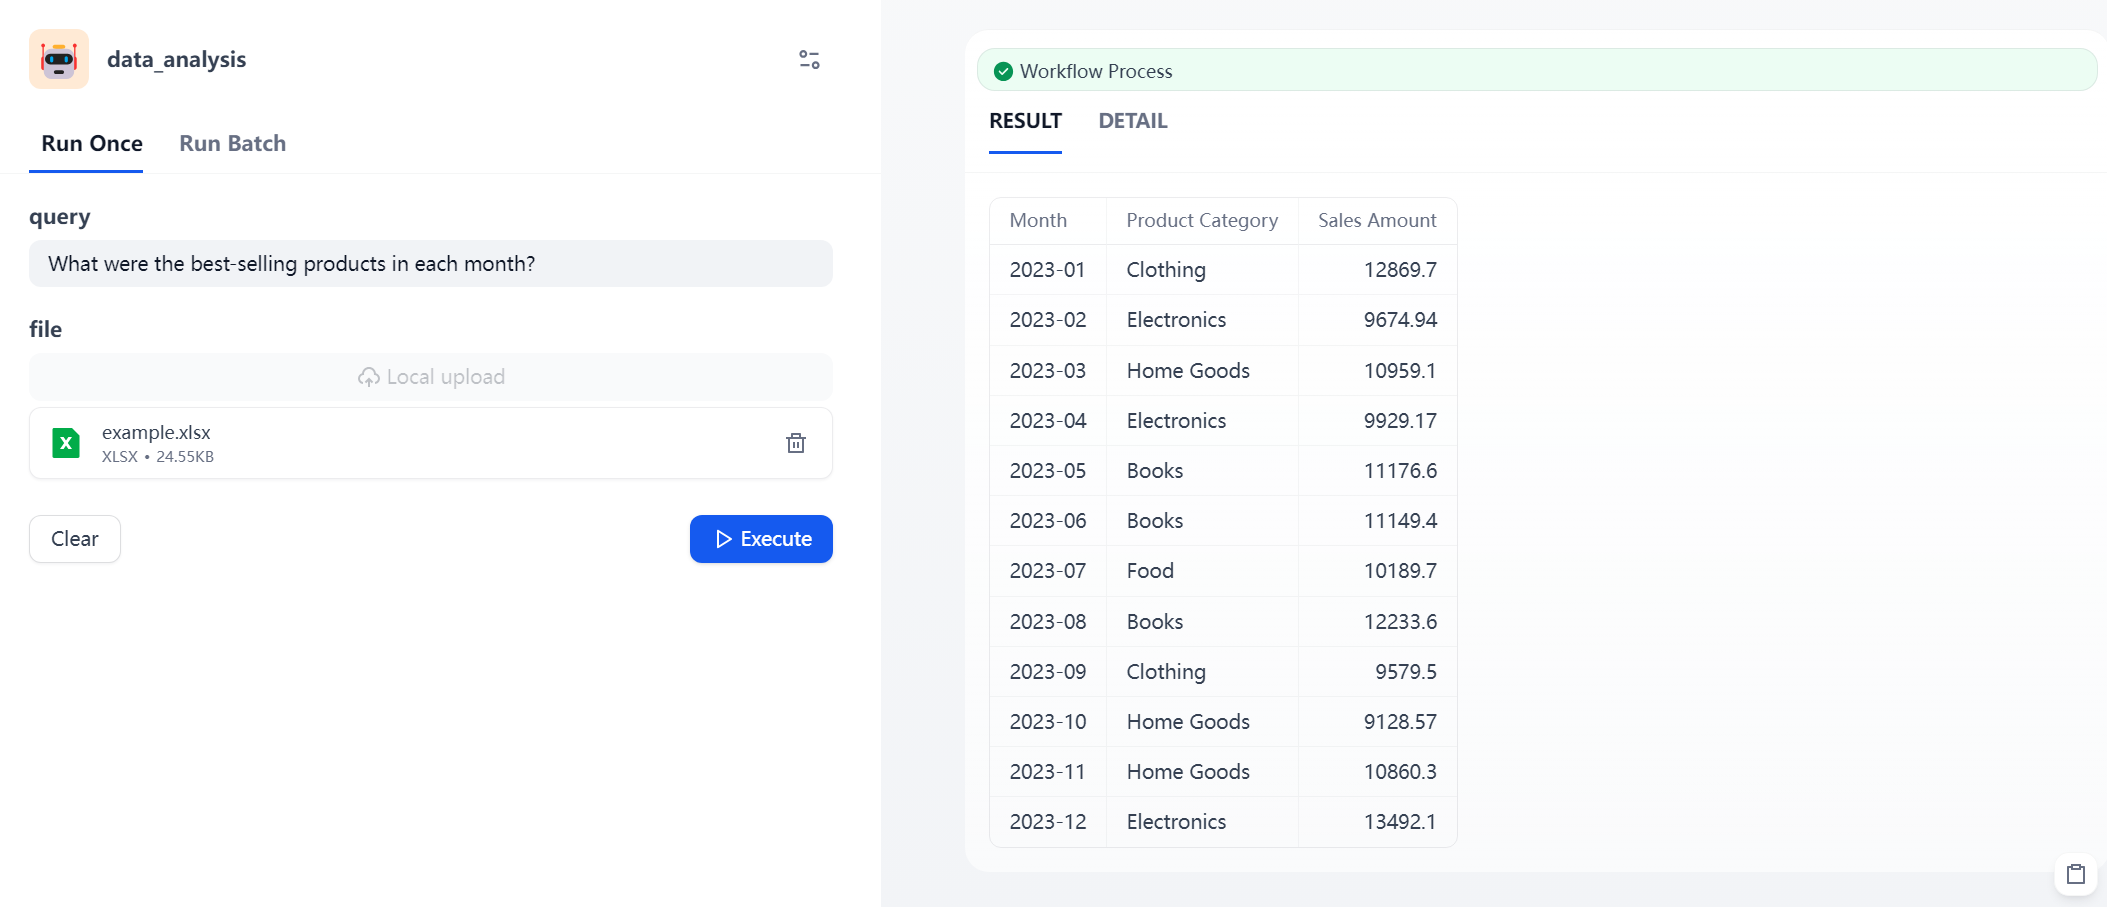 data_analysis
Run Once Run Batch
query
What were the best-selling products in each month?
file
Local upload
X
example.xlsx
XLSX • 24.55KB
Clear Execute
Workflow Process
RESULT DETAIL
Month Product Category Sales Amount
2023-01 Clothing 12869.7
2023-02 Electronics 9674.94
2023-03 Home Goods 10959.1
2023-04 Electronics 9929.17
2023-05 Books 11176.6
2023-06 Books 11149.4
2023-07 Food 10189.7
2023-08 Books 12233.6
2023-09 Clothing 9579.5
2023-10 Home Goods 9128.57
2023-11 Home Goods 10860.3
2023-12 Electronics 13492.1